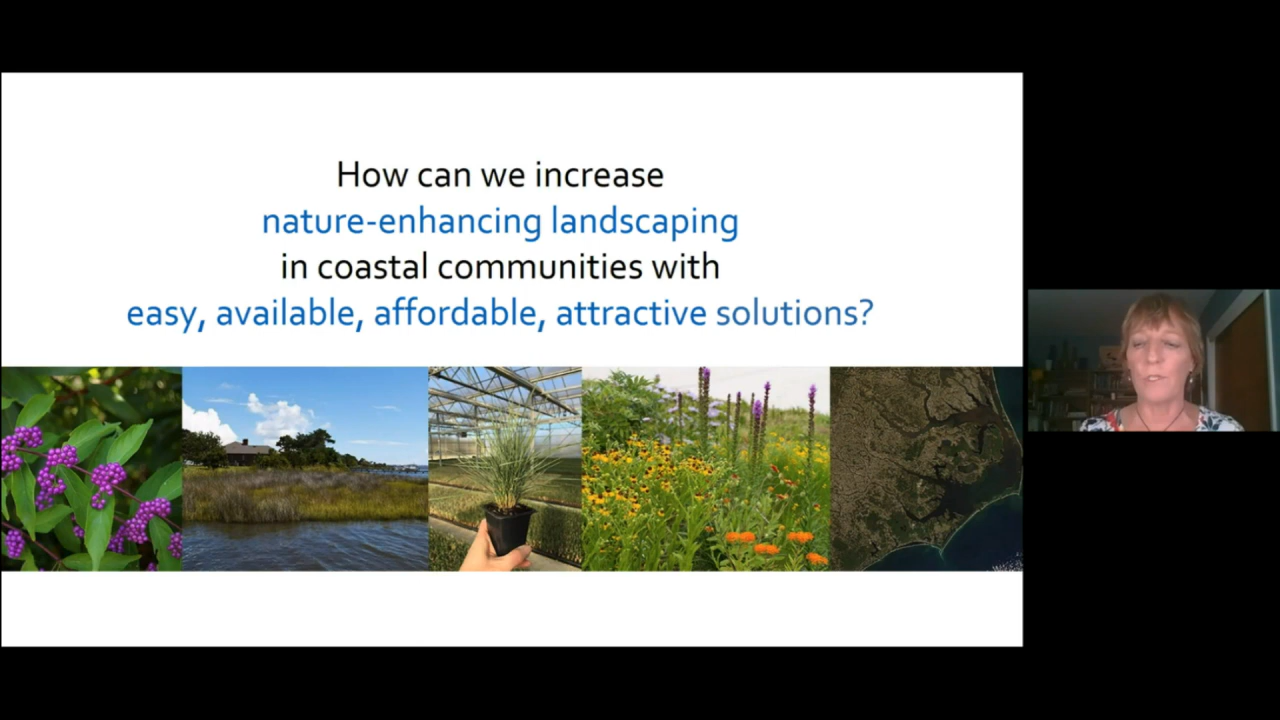 How can we increase
nature-enhancing landscaping
in coastal communities with
easy, available, affordable, attractive solutions?